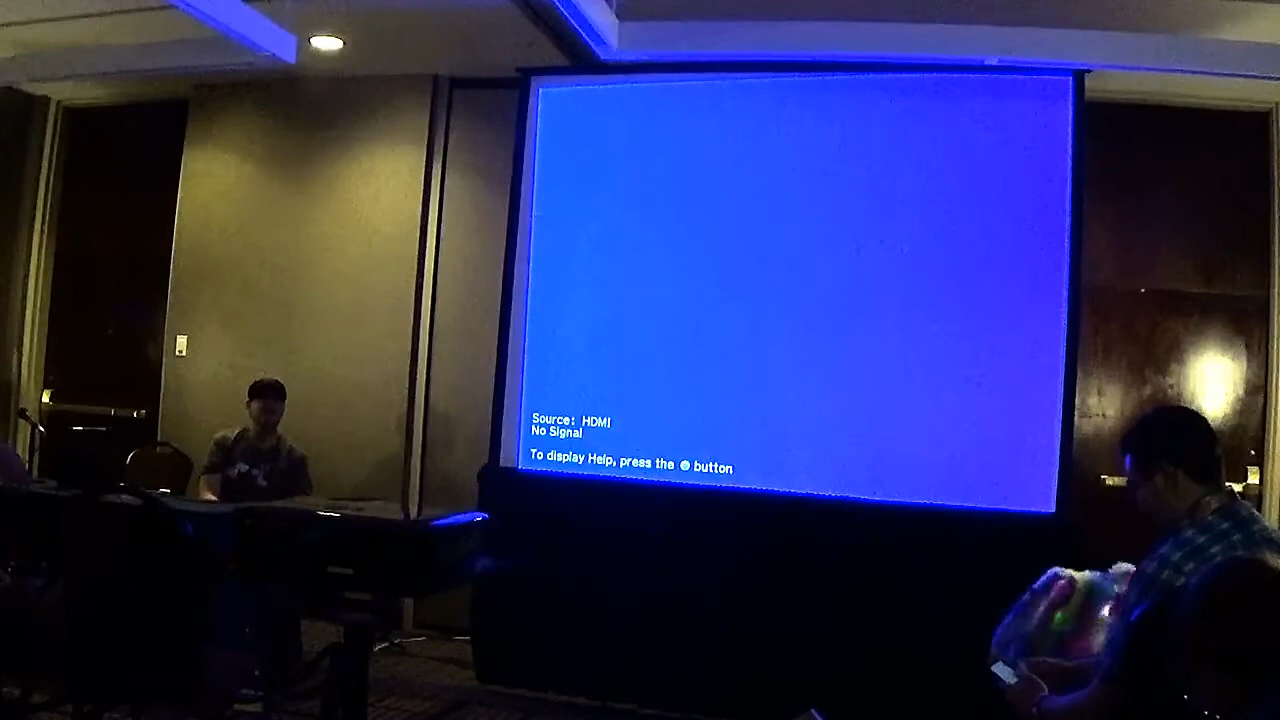 Source: HDMI
No Signal
To display Help, press the button